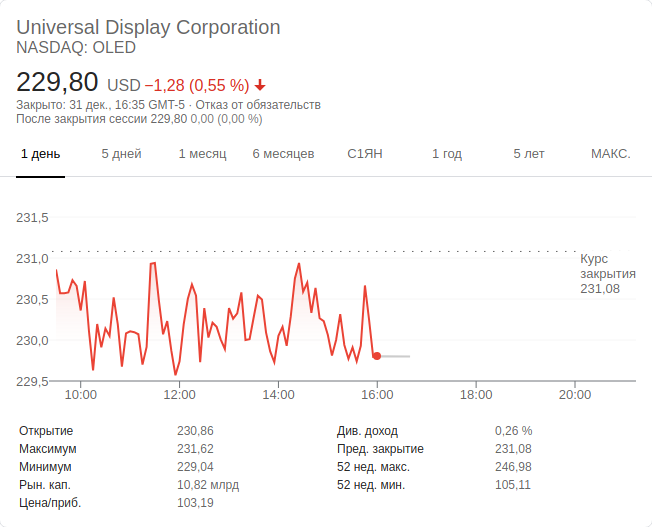 Universal Display Corporation
NASDAQ: OLED
229,80 USD −1,28 (0,55 %)
Закрыто: 31 дек., 16:35 GMT-5 · Отказ от обязательств
После закрытия сессии 229,80 0,00 (0,00 %)
1 день 5 дней 1 месяц 6 месяцев С1ЯН 1 год 5 лет МАКС.
231,5
231,0
230,5
230,0
229,5
Курс
закрытия
231,08
10:00 12:00 14:00 16:00 18:00 20:00
Открытие 230,86 Див. доход 0,26 %
Максимум 231,62 Пред. закрытие 231,08
Минимум 229,04 52 нед. макс. 246,98
Рын. кап. 10,82 млрд 52 нед. мин. 105,11
Цена/приб. 103,19